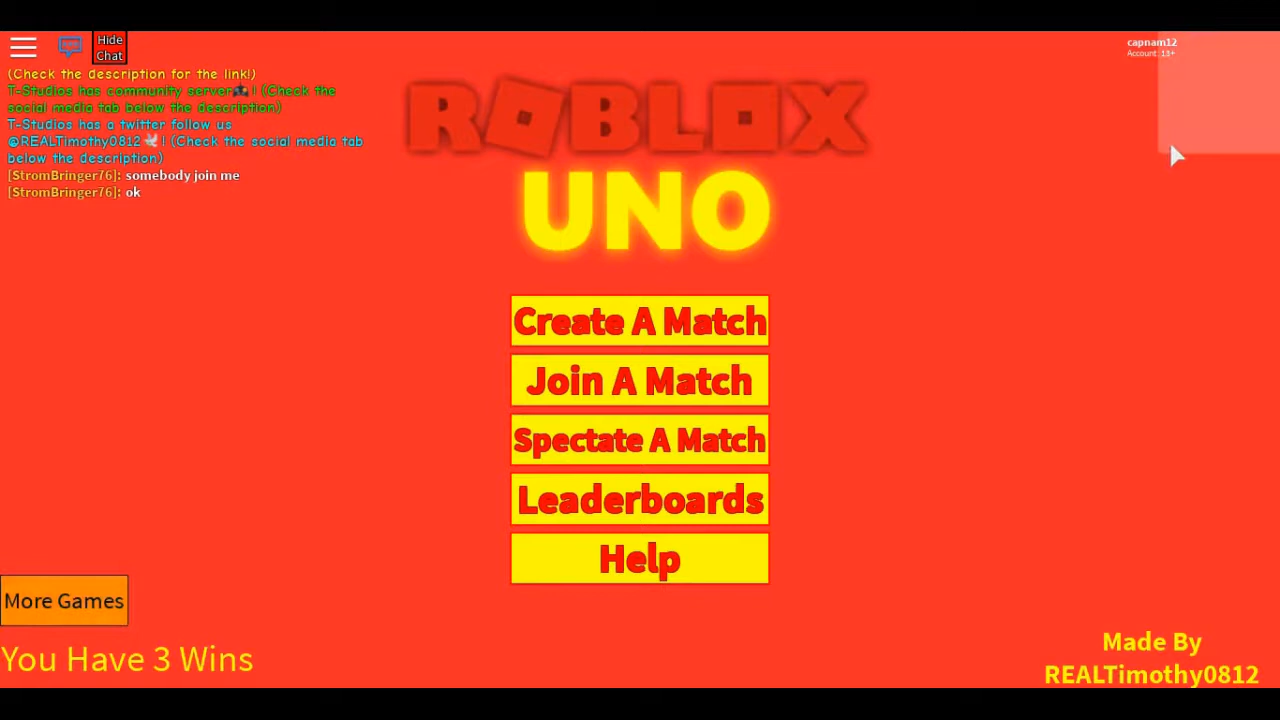 Hide
Chat
capnam12
Account: 13+
(Check the description for the link!)
T-Studios has community server🎮! (Check the
social media tab below the description)
T-Studios has a twitter follow us
@REALTimothy0812🕊! (Check the social media tab
below the description)
[StromBringer76]: somebody join me
[StromBringer76]: ok
ROBLOX
UNO
Create A Match
Join A Match
Spectate A Match
Leaderboards
Help
More Games
You Have 3 Wins
Made By
REALTimothy0812